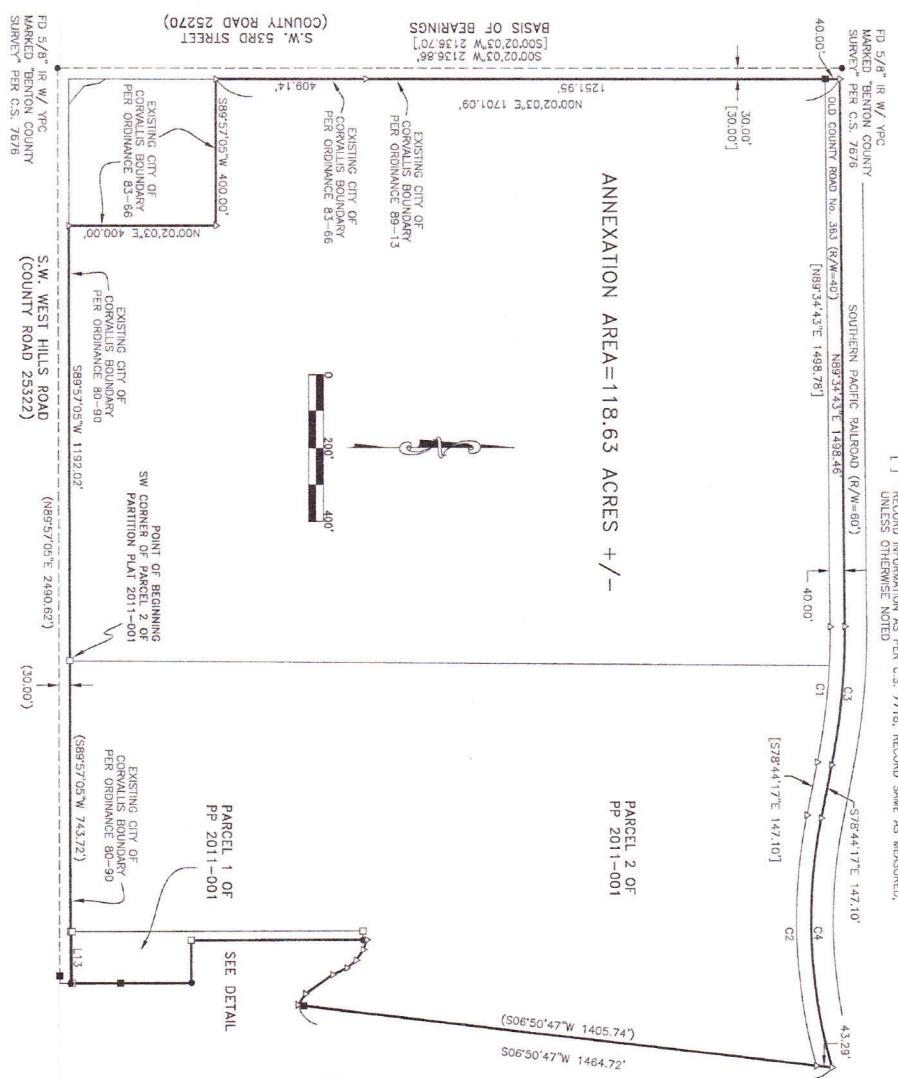 [ ] RECORD INFORMATION AS PER C.S. 7718, RECORD SAME AS MEASURED,
UNLESS OTHERWISE NOTED
FD 5/8" IR W/ YPC
MARKED "BENTON COUNTY
SURVEY" PER C.S. 7676
40.00'
OLD COUNTY ROAD No. 363 (R/W=40')
SOUTHERN PACIFIC RAILROAD (R/W=60')
N89°34'43"E 1498.46'
[N89°34'43"E 1498.78']
40.00'
C1
C3
S78°44'17"E 147.10'
[S78°44'17"E 147.10']
C2
C4
43.29'
30.00'
[30.00']
1251.95'
N00°02'03"E 1701.09'
409.14'
BASIS OF BEARINGS
[S00°02'03"W 2136.70']
S00°02'03"W 2136.86'
S.W. 53RD STREET
(COUNTY ROAD 25270)
EXISTING CITY OF
CORVALLIS BOUNDARY
PER ORDINANCE 89-13
EXISTING CITY OF
CORVALLIS BOUNDARY
PER ORDINANCE 83-66
ANNEXATION AREA=118.63 ACRES +/-
0
200'
400'
PARCEL 2 OF
PP 2011-001
(S06°50'47"W 1405.74')
S06°50'47"W 1464.72'
S89°57'05"W 400.00'
EXISTING CITY OF
CORVALLIS BOUNDARY
PER ORDINANCE 83-66
N00°02'03"E 400.00'
EXISTING CITY OF
CORVALLIS BOUNDARY
PER ORDINANCE 80-90
S89°57'05"W 1192.02'
POINT OF BEGINNING
SW CORNER OF PARCEL 2 OF
PARTITION PLAT 2011-001
PARCEL 1 OF
PP 2011-001
SEE DETAIL
EXISTING CITY OF
CORVALLIS BOUNDARY
PER ORDINANCE 80-90
(S89°57'05"W 743.72')
L13
FD 5/8" IR W/ YPC
MARKED "BENTON COUNTY
SURVEY" PER C.S. 7676
S.W. WEST HILLS ROAD
(COUNTY ROAD 25322)
(N89°57'05"E 2490.62')
(30.00')